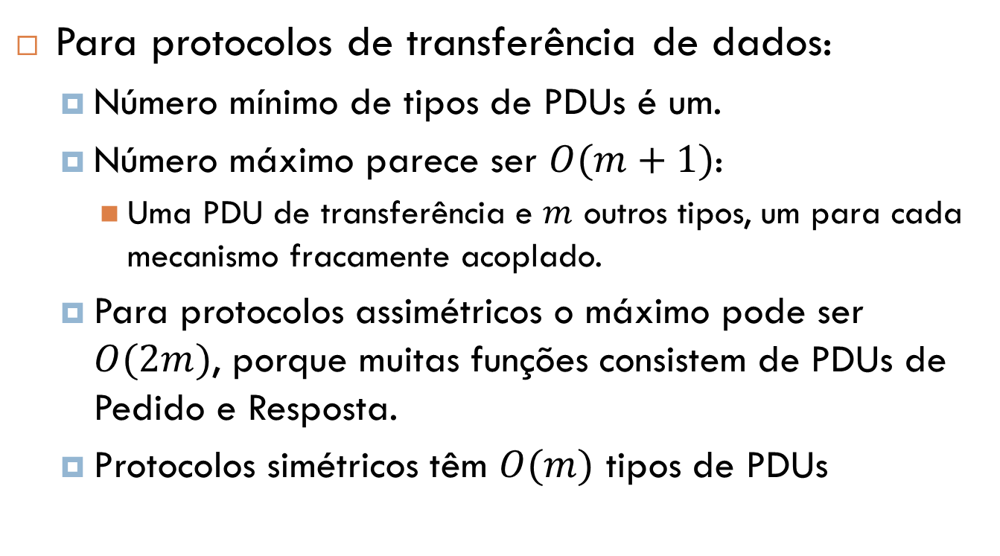 Para protocolos de transferência de dados:
Número mínimo de tipos de PDUs é um.
Número máximo parece ser O(m + 1):
Uma PDU de transferência e m outros tipos, um para cada
mecanismo fracamente acoplado.
Para protocolos assimétricos o máximo pode ser
O(2m), porque muitas funções consistem de PDUs de
Pedido e Resposta.
Protocolos simétricos têm O(m) tipos de PDUs